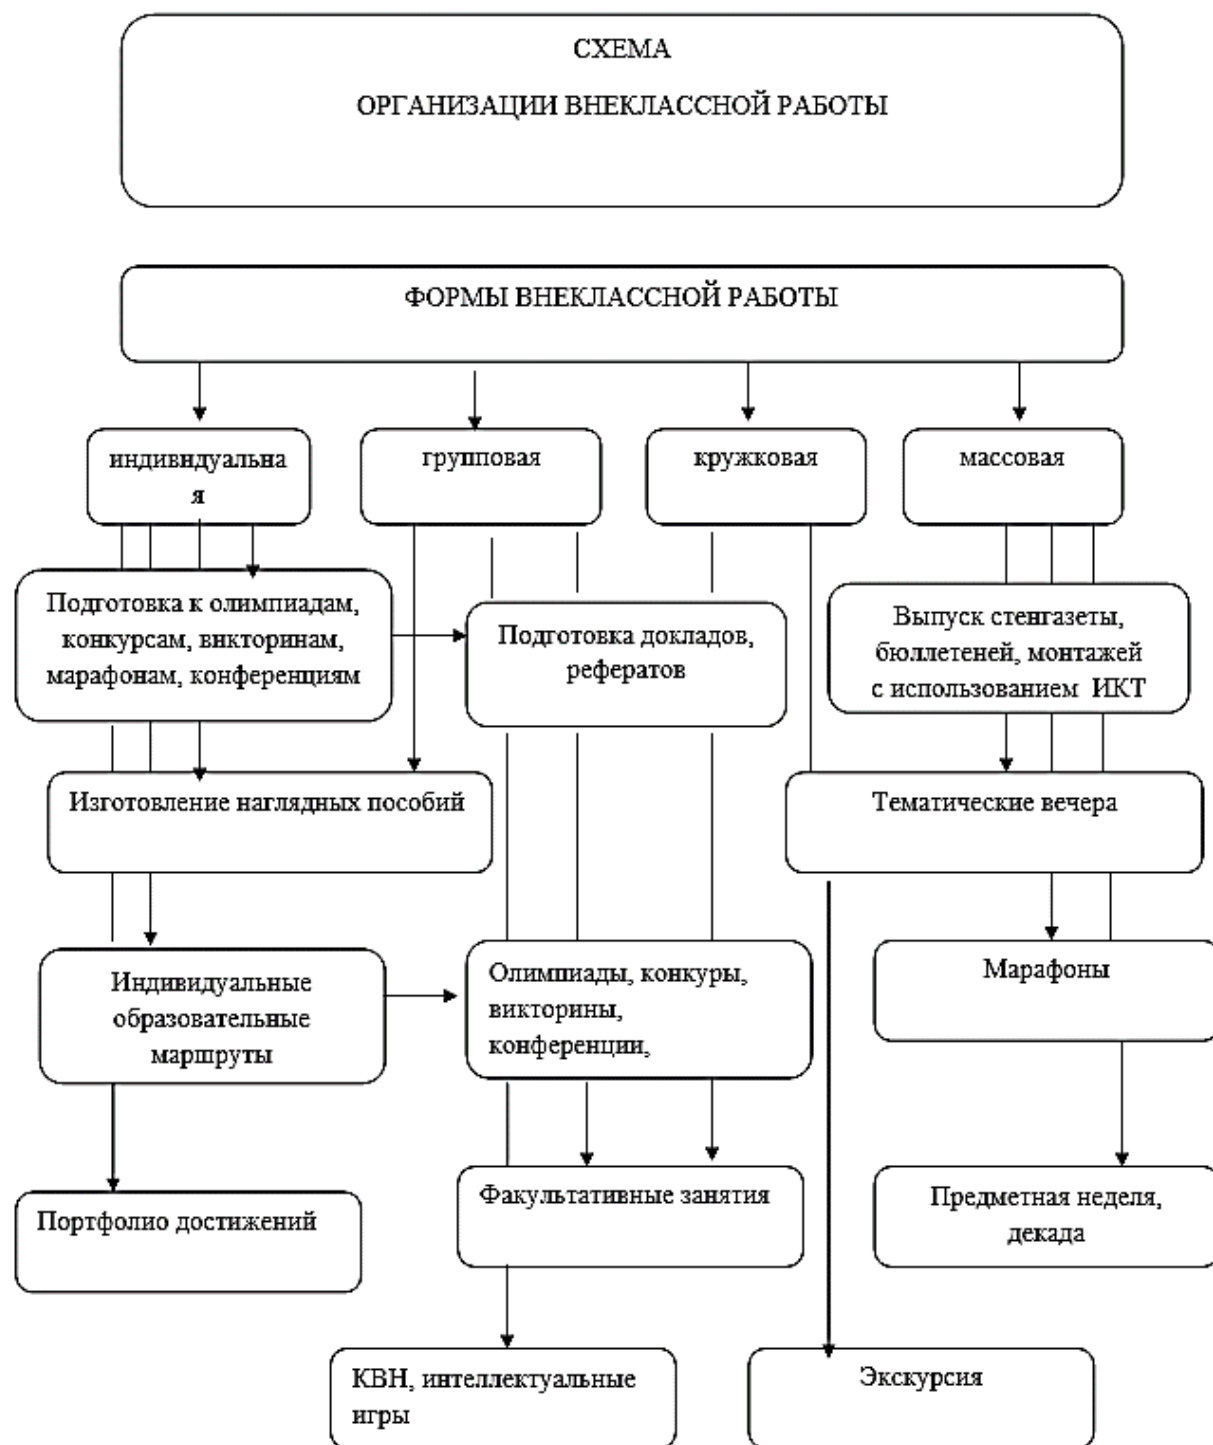 СХЕМА
ОРГАНИЗАЦИИ ВНЕКЛАССНОЙ РАБОТЫ
ФОРМЫ ВНЕКЛАССНОЙ РАБОТЫ
индивидуальна
я
групповая
кружковая
массовая
Подготовка к олимпиадам,
конкурсам, викторинам,
марафонам, конференциям
Подготовка докладов,
рефератов
Выпуск стенгазеты,
бюллетеней, монтажей
с использованием ИКТ
Изготовление наглядных пособий
Тематические вечера
Индивидуальные
образовательные
маршруты
Олимпиады, конкуры,
викторины,
конференции,
Марафоны
Портфолио достижений
Факультативные занятия
Предметная неделя,
декада
КВН, интеллектуальные
игры
Экскурсия